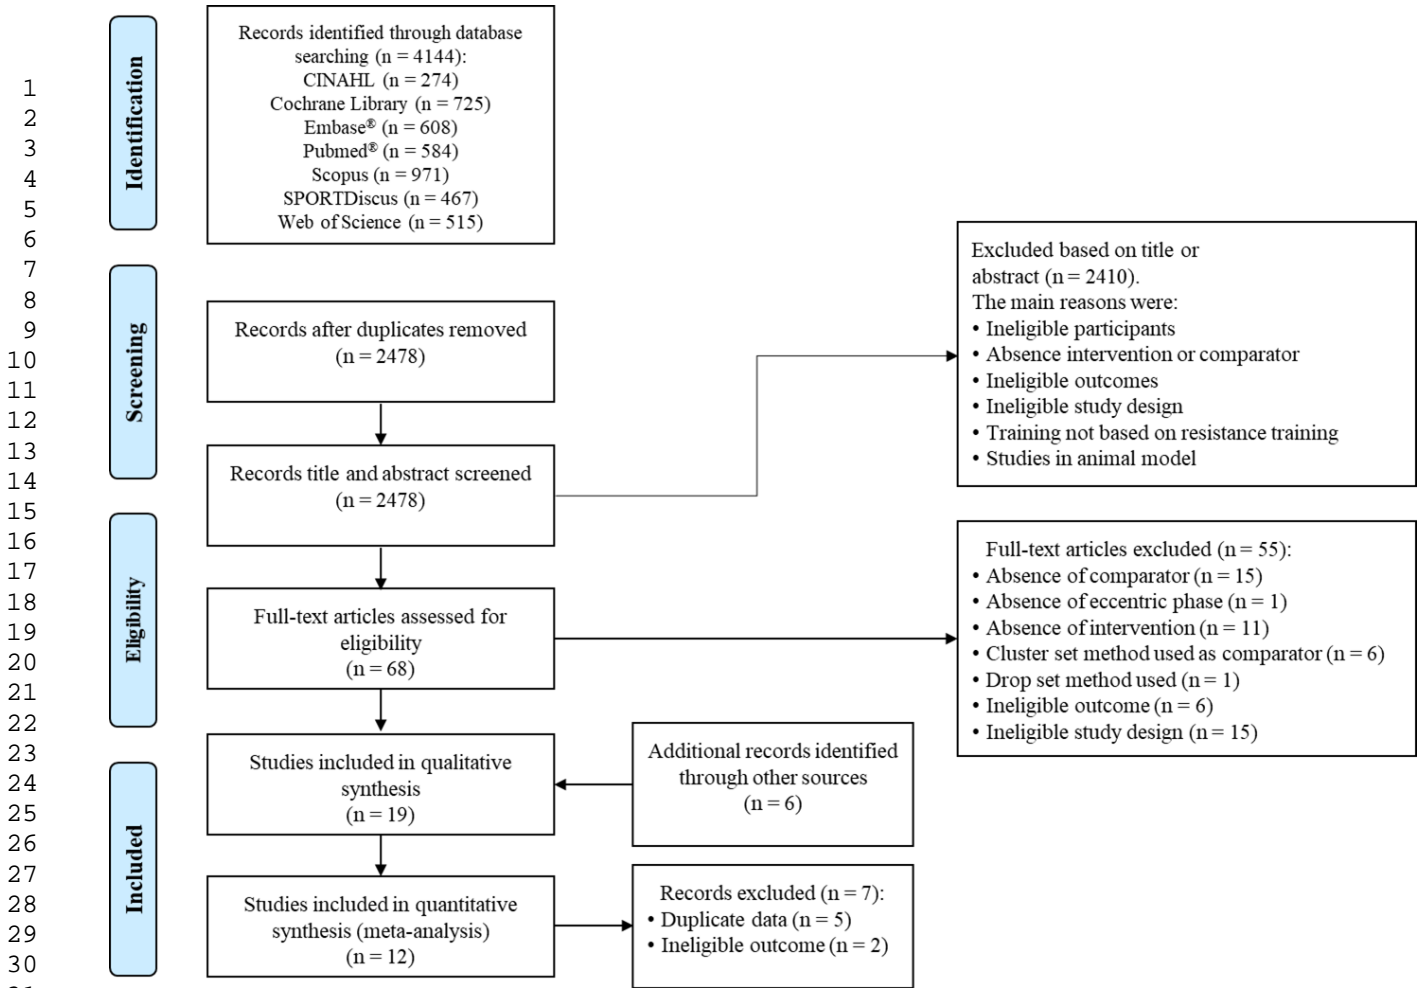 1
2
3
4
5
6
7
8
9
10
11
12
13
14
15
16
17
18
19
20
21
22
23
24
25
26
27
28
29
30
Identification
Screening
Eligibility
Included
Records identified through database
searching (n = 4144):
CINAHL (n = 274)
Cochrane Library (n = 725)
Embase® (n = 608)
Pubmed® (n = 584)
Scopus (n = 971)
SPORTDiscus (n = 467)
Web of Science (n = 515)
Records after duplicates removed
(n = 2478)
Records title and abstract screened
(n = 2478)
Excluded based on title or
abstract (n = 2410).
The main reasons were:
• Ineligible participants
• Absence intervention or comparator
• Ineligible outcomes
• Ineligible study design
• Training not based on resistance training
• Studies in animal model
Full-text articles assessed for
eligibility
(n = 68)
Full-text articles excluded (n = 55):
• Absence of comparator (n = 15)
• Absence of eccentric phase (n = 1)
• Absence of intervention (n = 11)
• Cluster set method used as comparator (n = 6)
• Drop set method used (n = 1)
• Ineligible outcome (n = 6)
• Ineligible study design (n = 15)
Studies included in qualitative
synthesis
(n = 19)
Additional records identified
through other sources
(n = 6)
Studies included in quantitative
synthesis (meta-analysis)
(n = 12)
Records excluded (n = 7):
• Duplicate data (n = 5)
• Ineligible outcome (n = 2)